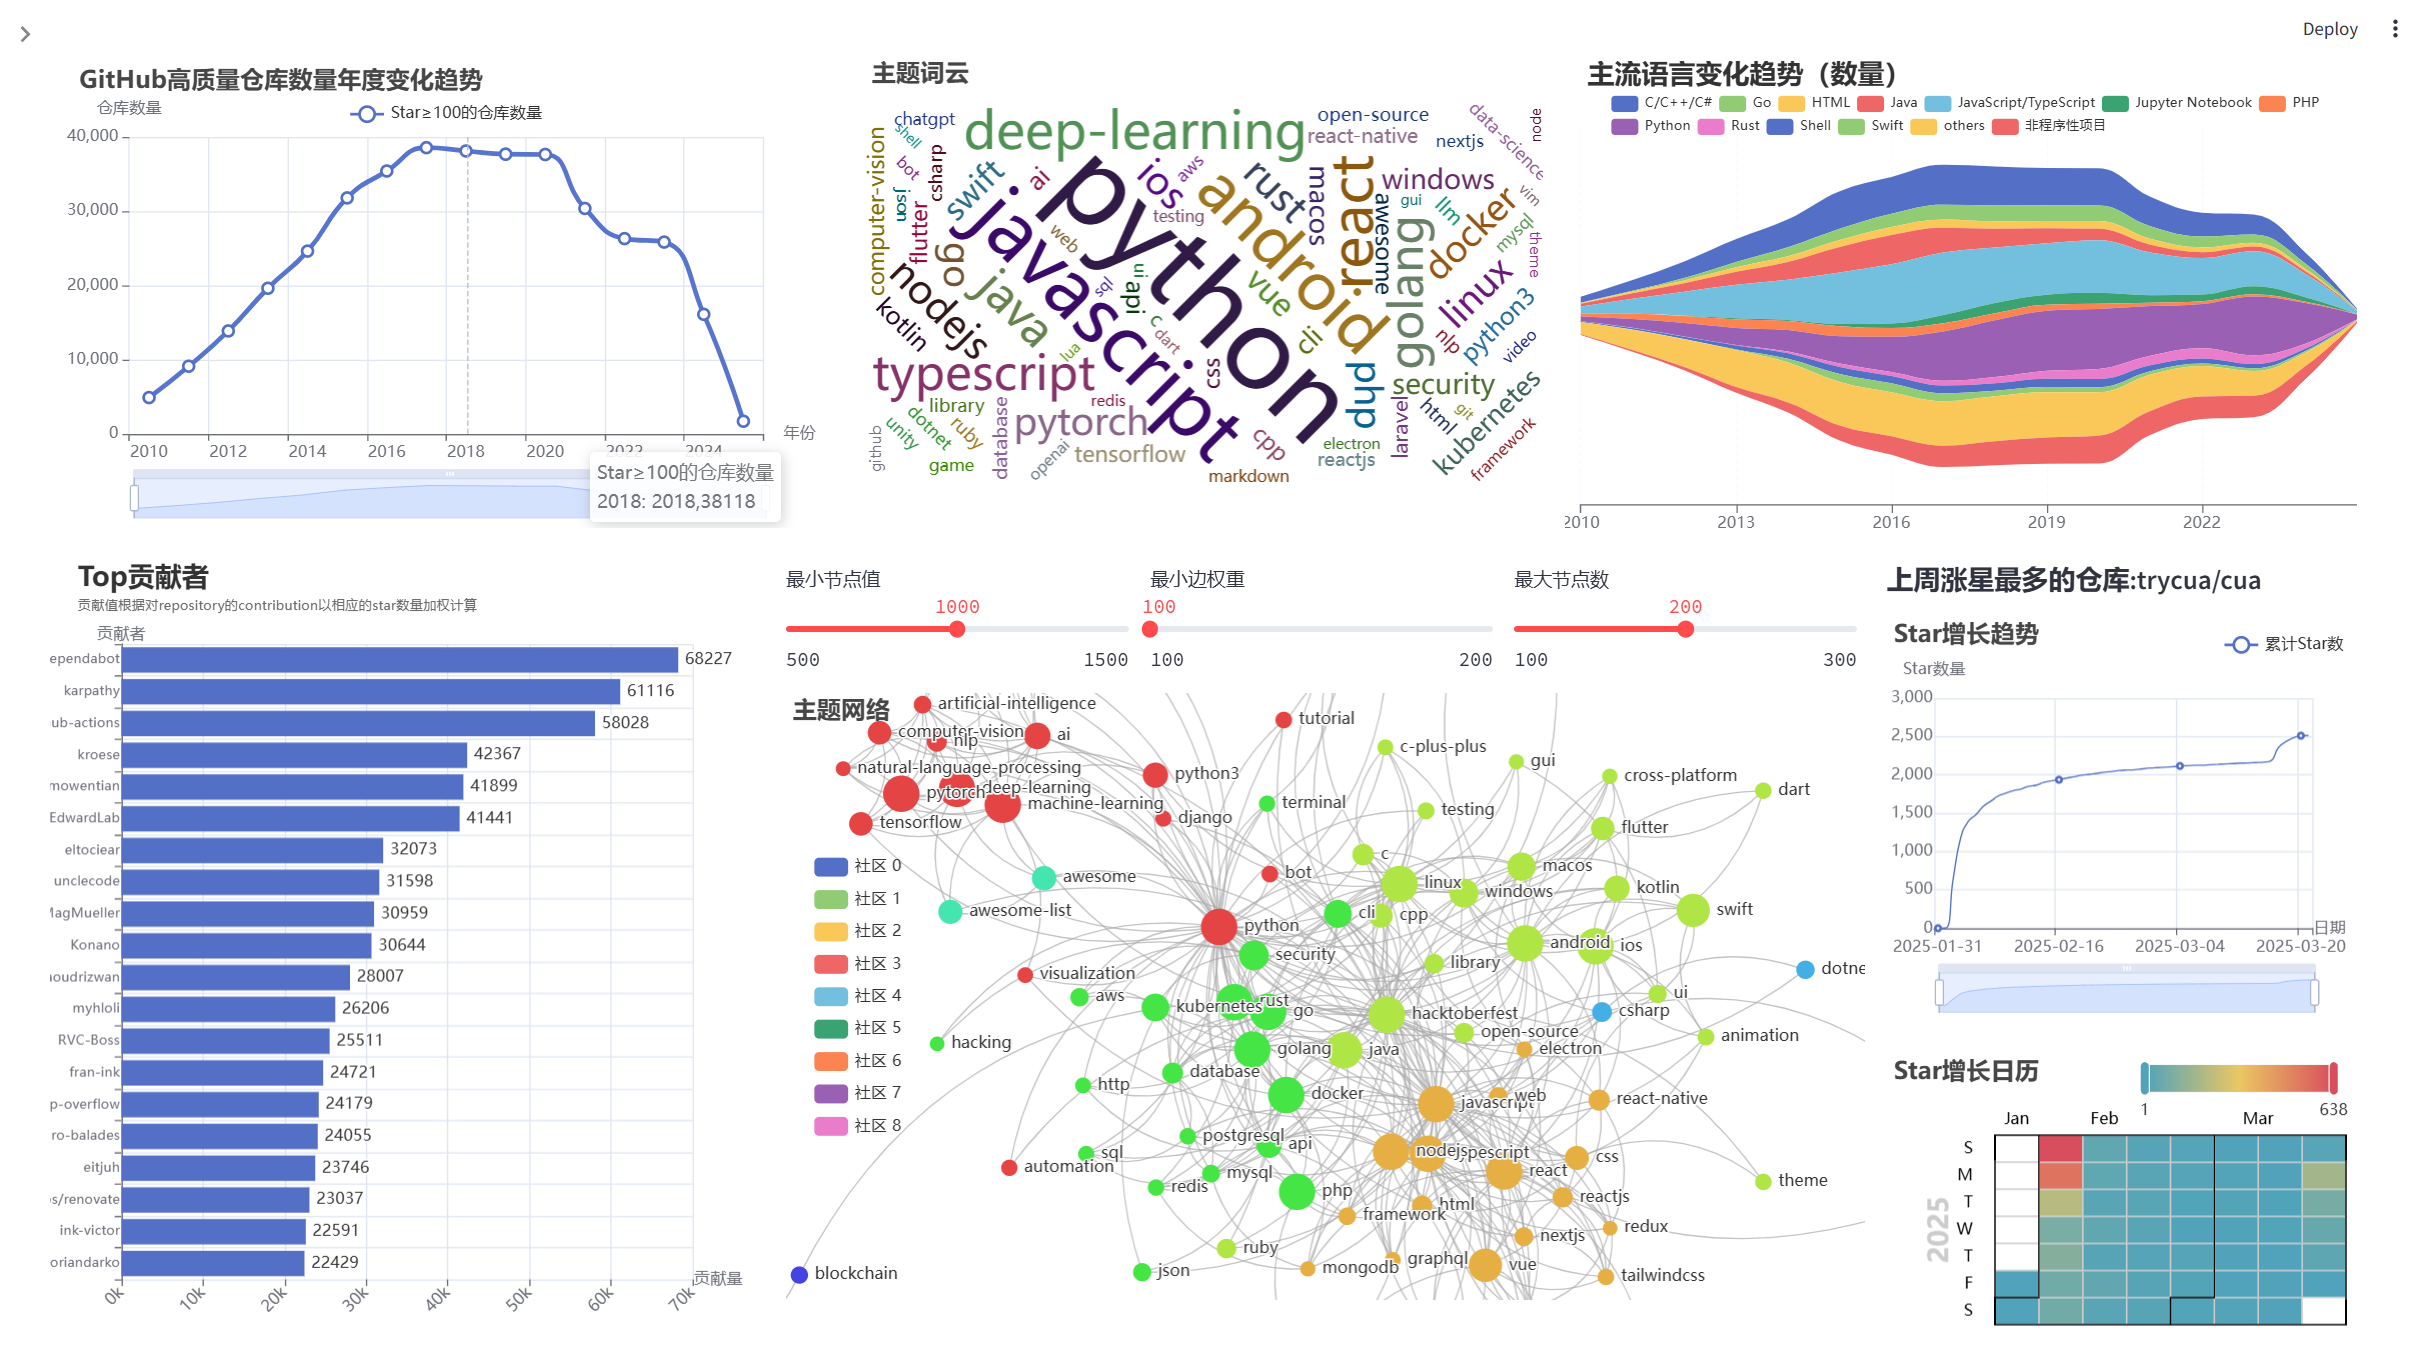 Deploy
GitHub高质量仓库数量年度变化趋势
仓库数量
Star≥100的仓库数量
40,000
30,000
20,000
10,000
0
年份
2010
2012
2014
2016
2018
2020
2022
2024
Star≥100的仓库数量
2018: 2018,38118
主题词云
chatgpt
shell
bot
json
csharp
computer-vision
deep-learning
open-source
react-native
nextjs
data-science
node
swift
ai
ios
aws
rust
macos
react
windows
awesome
gui
llm
docker
vim
mysql
theme
flutter
go
web
testing
python
javascript
android
golang
linux
nodejs
java
ui
api
sql
vue
cli
kotlin
c
dart
lua
css
nlp
python3
video
typescript
php
security
library
redis
laravel
html
git
kubernetes
database
pytorch
cpp
electron
reactjs
framework
github
unity
dotnet
ruby
game
openai
tensorflow
markdown
主流语言变化趋势（数量）
C/C++/C#
Go
HTML
Java
JavaScript/TypeScript
Jupyter Notebook
PHP
Python
Rust
Shell
Swift
others
非程序性项目
2010
2013
2016
2019
2022
Top贡献者
贡献值根据对repository的contribution以相应的star数量加权计算
贡献者
ependabot 68227
karpathy 61116
ub-actions 58028
kroese 42367
mowentian 41899
EdwardLab 41441
eltociear 32073
unclecode 31598
MagMueller 30959
Konano 30644
oudrizwan 28007
myhloli 26206
RVC-Boss 25511
fran-ink 24721
p-overflow 24179
ro-balades 24055
eitjuh 23746
s/renovate 23037
ink-victor 22591
oriandarko 22429
贡献量
0k
10k
20k
30k
40k
50k
60k
70k
最小节点值
1000
500
1500
最小边权重
100
100
200
最大节点数
200
100
300
主题网络
社区 0
社区 1
社区 2
社区 3
社区 4
社区 5
社区 6
社区 7
社区 8
artificial-intelligence
computer-vision
nlp
ai
natural-language-processing
pytorch
deep-learning
machine-learning
tensorflow
tutorial
python3
django
terminal
c-plus-plus
gui
cross-platform
dart
testing
flutter
c
macos
bot
awesome
awesome-list
linux
windows
kotlin
cli
cpp
swift
python
android
ios
security
library
dotne
visualization
aws
ui
kubernetes
rust
go
hacktoberfest
csharp
open-source
animation
hacking
golang
java
electron
database
http
docker
javascript
web
react-native
postgresql
api
sql
automation
nodejs
pescript
css
react
mysql
redis
php
theme
html
reactjs
framework
redux
nextjs
ruby
graphql
mongodb
vue
json
tailwindcss
blockchain
上周涨星最多的仓库:trycua/cua
Star增长趋势
累计Star数
Star数量
3,000
2,500
2,000
1,500
1,000
500
0
日期
2025-01-31
2025-02-16
2025-03-04
2025-03-20
Star增长日历
1
638
Jan
Feb
Mar
2025
S
M
T
W
T
F
S